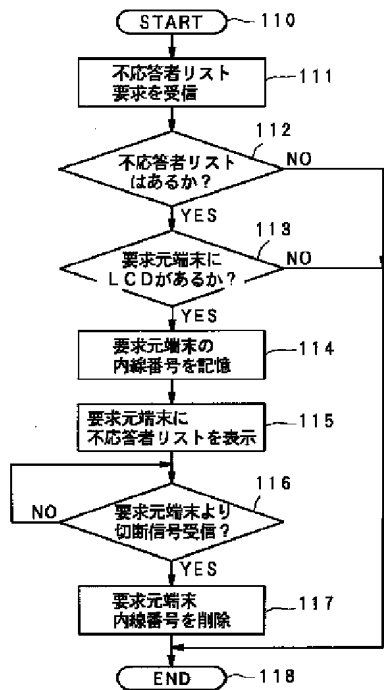 START
110
不応答者リスト
要求を受信
111
112
不応答者リスト
はあるか?
NO
YES
113
要求元端末に
LCDがあるか?
NO
YES
要求元端末の
内線番号を記憶
114
要求元端末に
不応答者リストを表示
115
116
要求元端末より
切断信号受信?
NO
YES
要求元端末
内線番号を削除
117
END
118